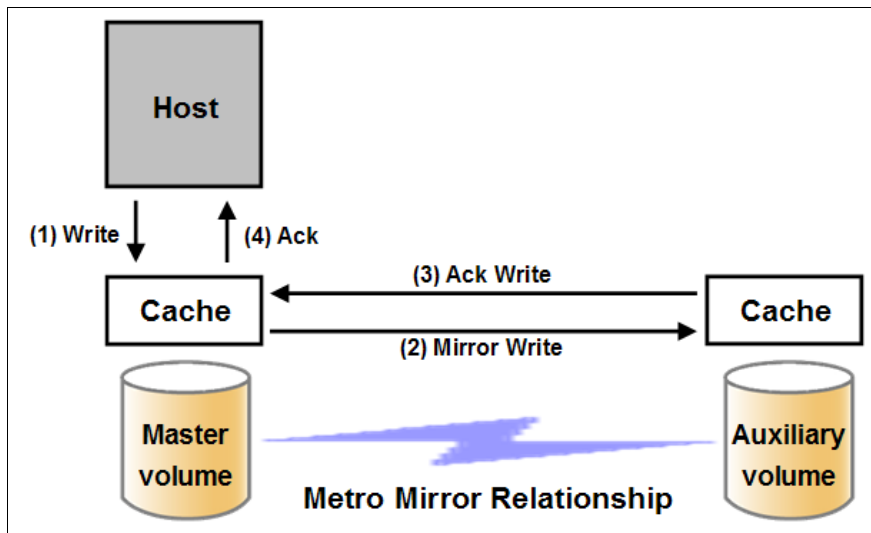 Host
(1) Write
(4) Ack
(3) Ack Write
Cache
Cache
(2) Mirror Write
Master
volume
Auxiliary
volume
Metro Mirror Relationship